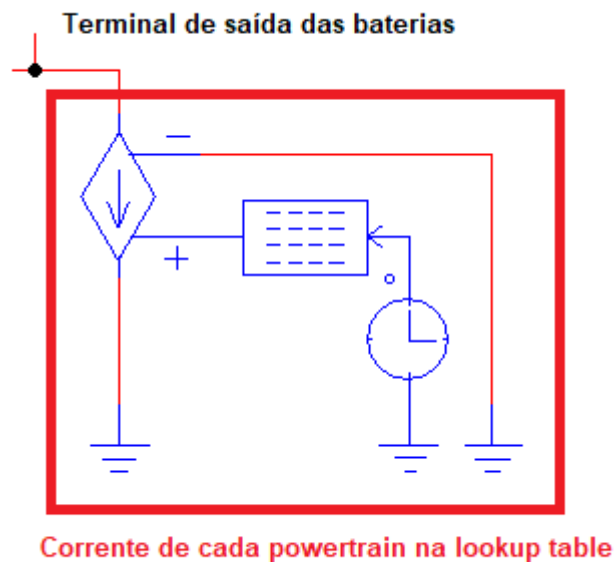 Terminal de saída das baterias
Corrente de cada powertrain na lookup table